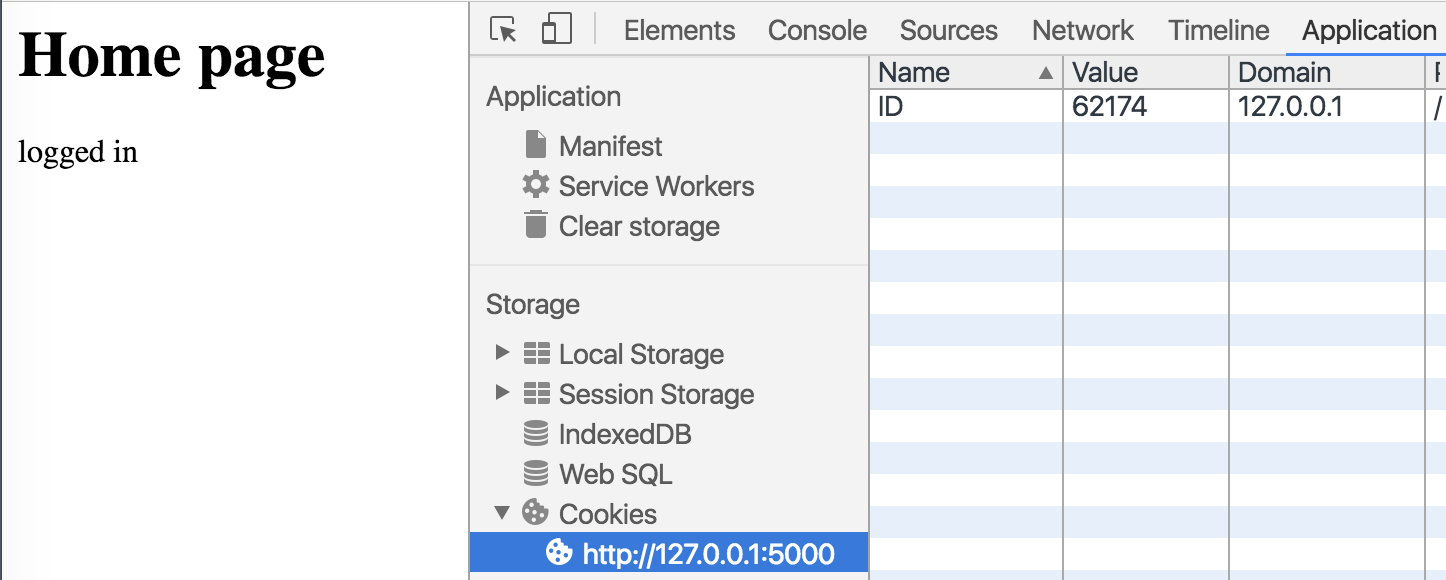 Home page
logged in
Elements Console Sources Network Timeline Application
Application
Manifest
Service Workers
Clear storage
Storage
Local Storage
Session Storage
IndexedDB
Web SQL
Cookies
http://127.0.0.1:5000
Name Value Domain
ID 62174 127.0.0.1 /